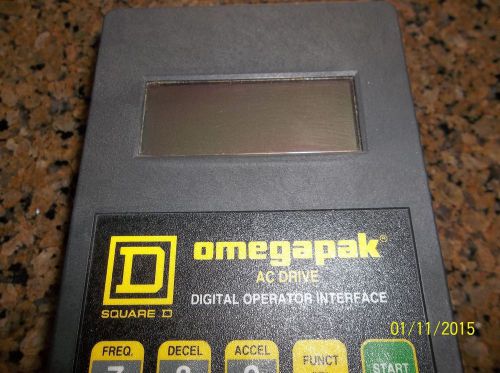 omegapak®
AC DRIVE
DIGITAL OPERATOR INTERFACE
D
SQUARE D
FREQ. DECEL ACCEL FUNCT START
01/11/2015